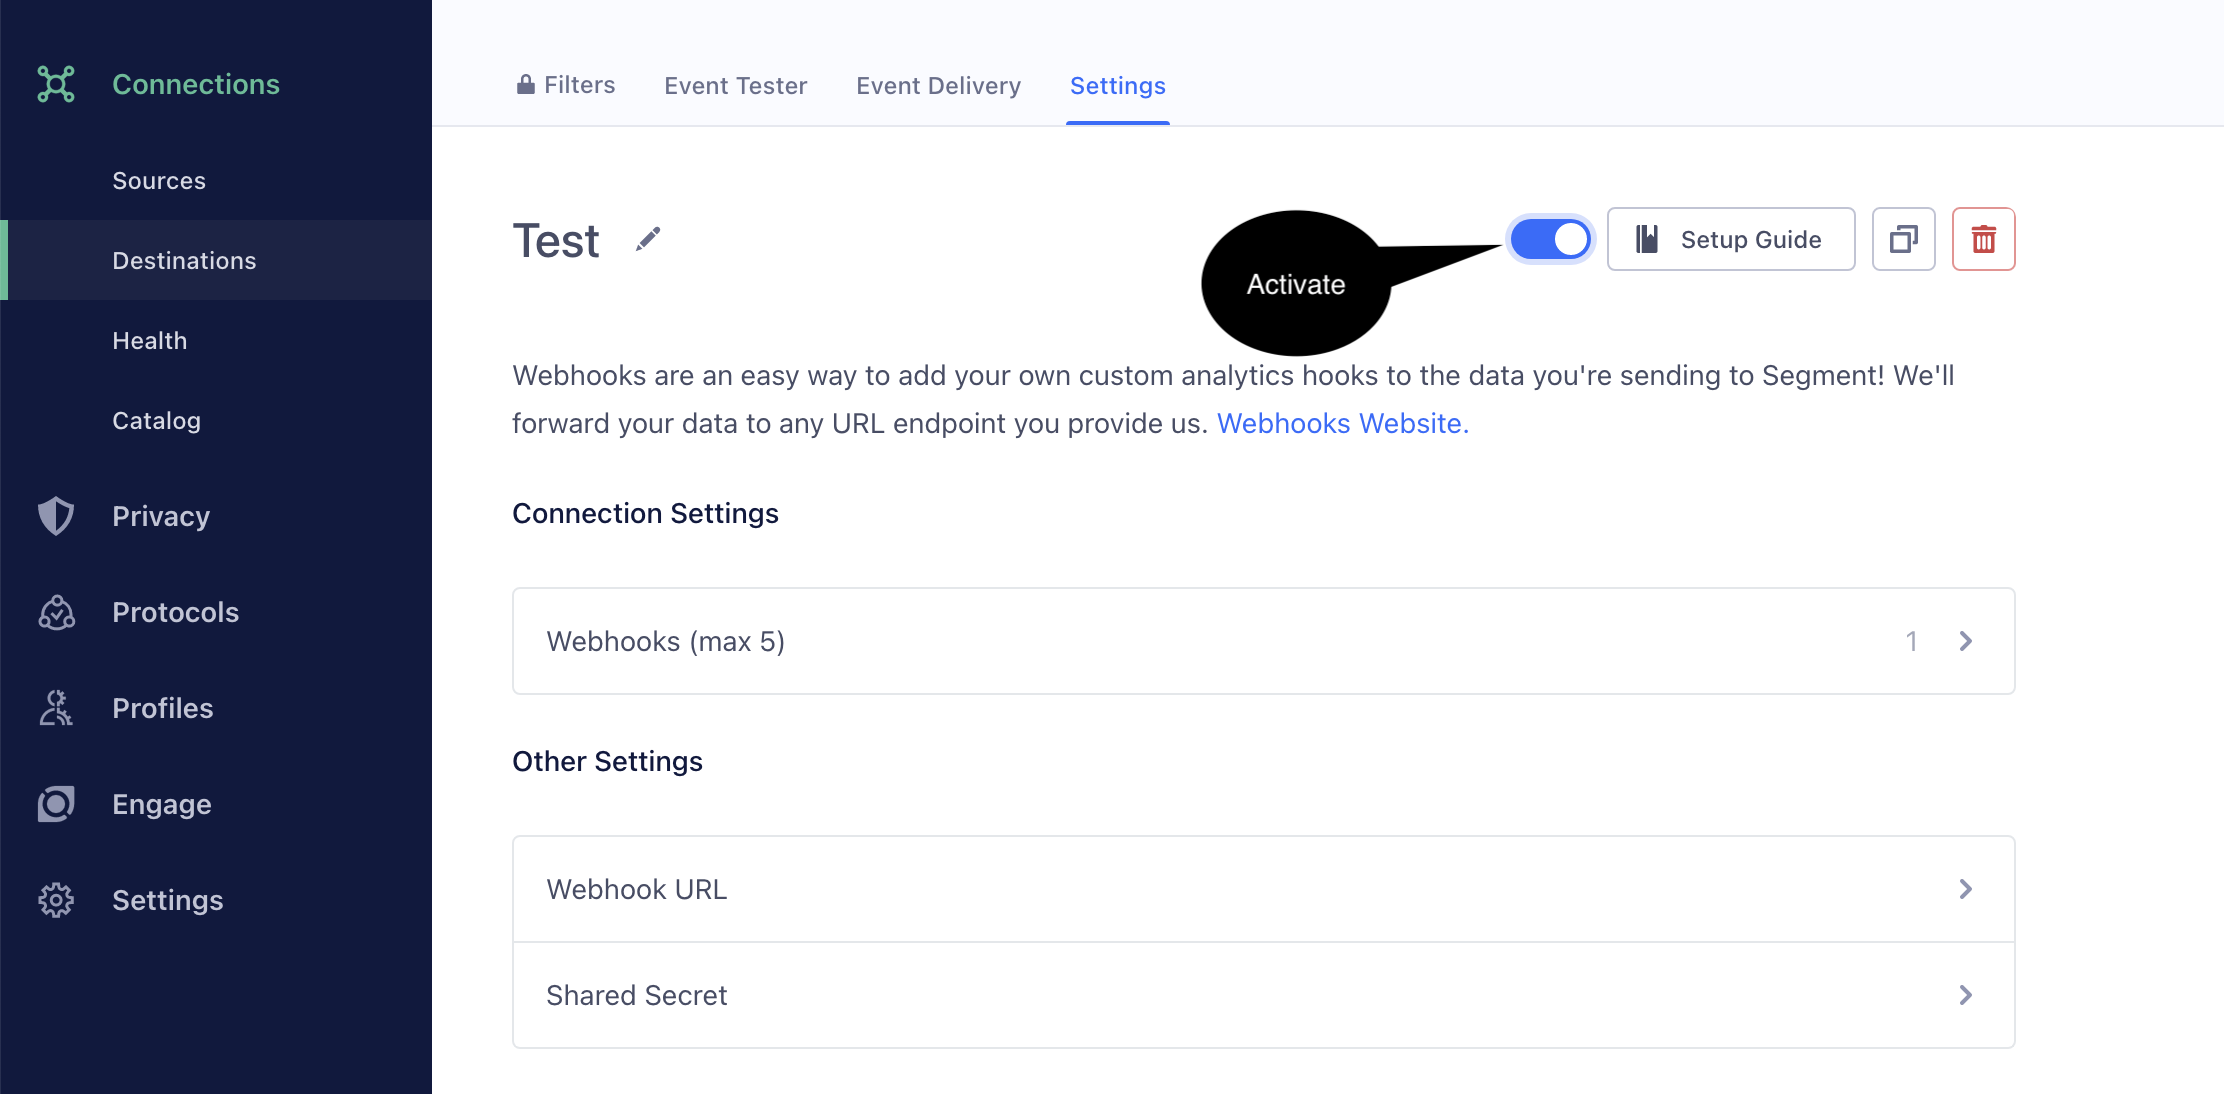 Connections
Sources
Destinations
Health
Catalog
Privacy
Protocols
Profiles
Engage
Settings
Filters
Event Tester
Event Delivery
Settings
Test
Activate
Setup Guide
Webhooks are an easy way to add your own custom analytics hooks to the data you're sending to Segment! We'll
forward your data to any URL endpoint you provide us. Webhooks Website.
Connection Settings
Webhooks (max 5)
1
Other Settings
Webhook URL
Shared Secret